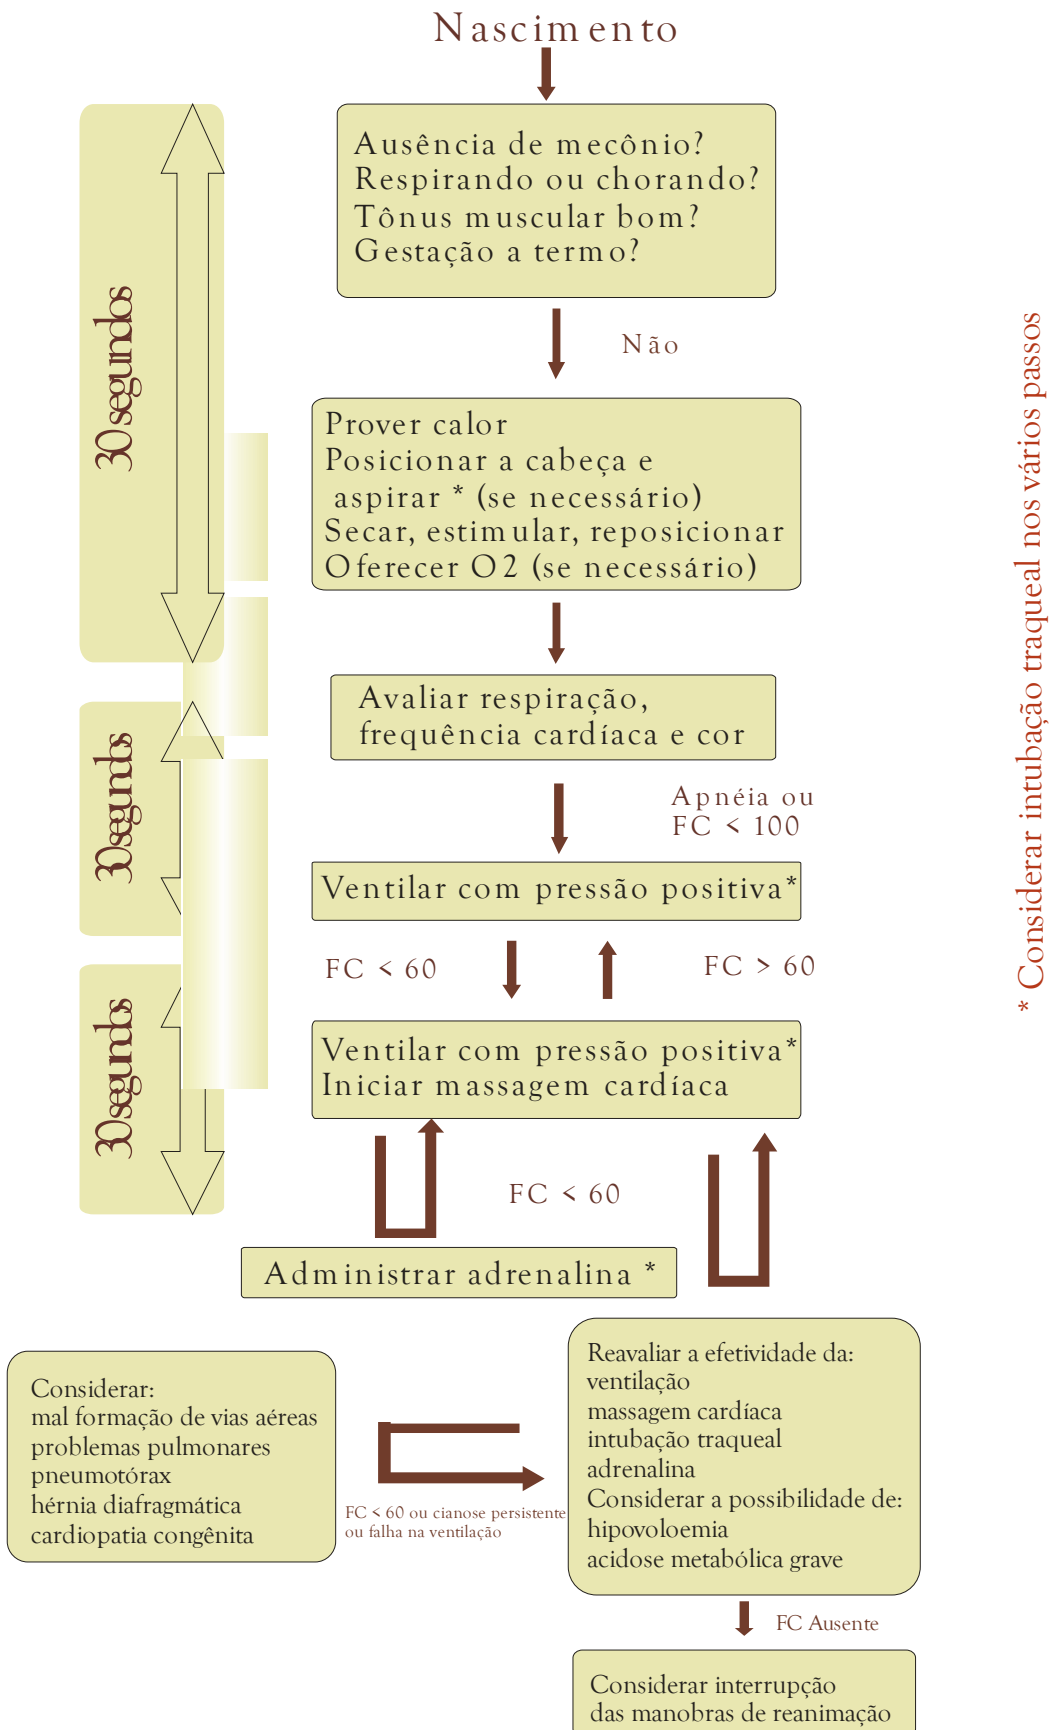 Nascimento
Ausência de mecônio?
Respirando ou chorando?
Tônus muscular bom?
Gestação a termo?
30 segundos
Não
Prover calor
Posicionar a cabeça e
aspirar * (se necessário)
Secar, estimular, reposicionar
Oferecer O2 (se necessário)
Avaliar respiração,
frequência cardíaca e cor
30 segundos
Apnéia ou
FC < 100
Ventilar com pressão positiva*
FC < 60
FC > 60
30 segundos
Ventilar com pressão positiva*
Iniciar massagem cardíaca
FC < 60
Administrar adrenalina *
Reavaliar a efetividade da:
ventilação
massagem cardíaca
intubação traqueal
adrenalina
Considerar a possibilidade de:
hipovoloemia
acidose metabólica grave
Considerar:
mal formação de vias aéreas
problemas pulmonares
pneumotórax
hérnia diafragmática
cardiopatia congênita
FC < 60 ou cianose persistente
ou falha na ventilação
FC Ausente
Considerar interrupção
das manobras de reanimação
* Considerar intubação traqueal nos vários passos